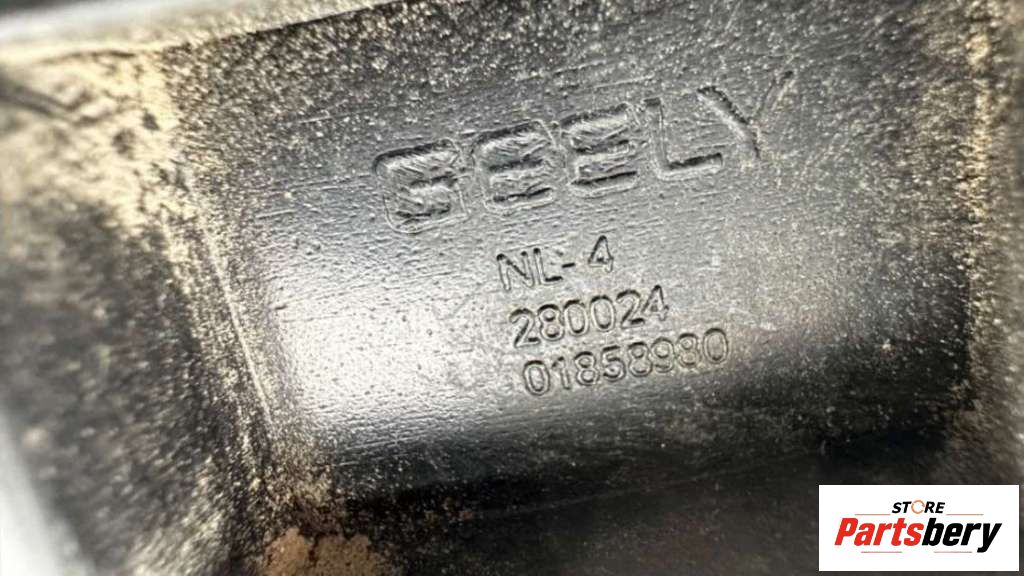 GEELY
NL-4
280024
01858980
STORE
Partsbery